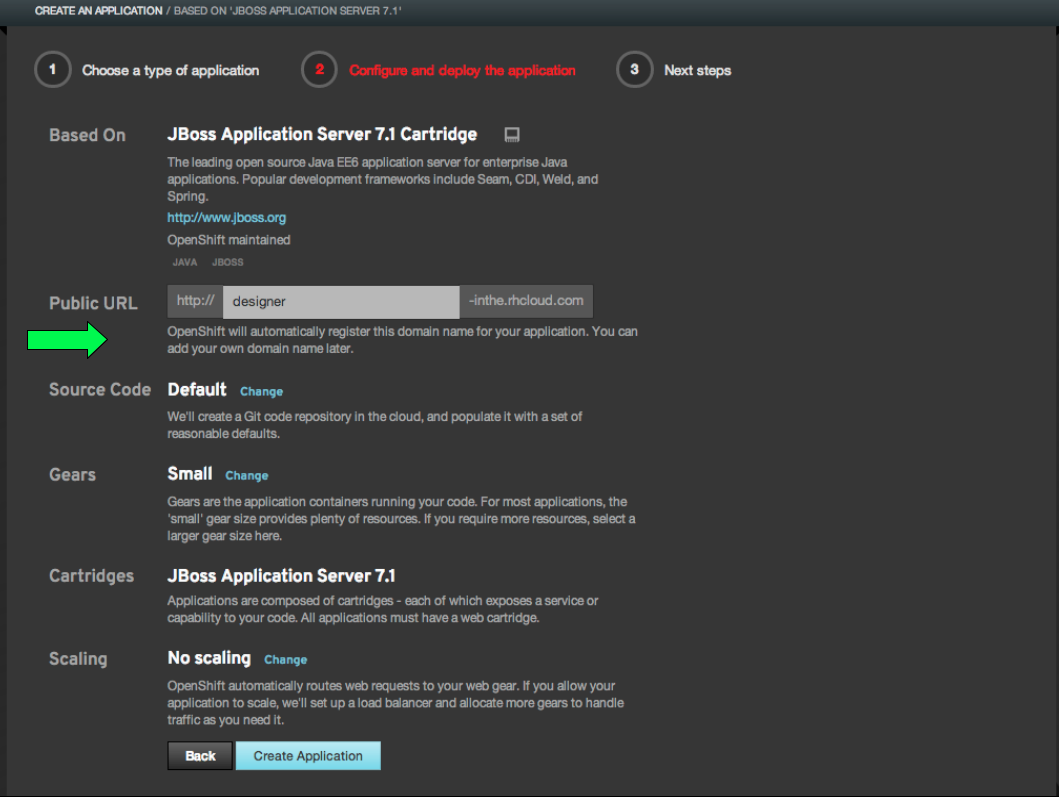 CREATE AN APPLICATION / BASED ON 'JBOSS APPLICATION SERVER 7.1'
1 Choose a type of application 2 Configure and deploy the application 3 Next steps
Based On JBoss Application Server 7.1 Cartridge
The leading open source Java EE6 application server for enterprise Java
applications. Popular development frameworks include Seam, CDI, Weld, and
Spring.
http://www.jboss.org
OpenShift maintained
JAVA JBOSS
Public URL http:// designer -inthe.rhcloud.com
OpenShift will automatically register this domain name for your application. You can
add your own domain name later.
Source Code Default Change
We'll create a Git code repository in the cloud, and populate it with a set of
reasonable defaults.
Gears Small Change
Gears are the application containers running your code. For most applications, the
'small' gear size provides plenty of resources. If you require more resources, select a
larger gear size here.
Cartridges JBoss Application Server 7.1
Applications are composed of cartridges - each of which exposes a service or
capability to your code. All applications must have a web cartridge.
Scaling No scaling Change
OpenShift automatically routes web requests to your web gear. If you allow your
application to scale, we'll set up a load balancer and allocate more gears to handle
traffic as you need it.
Back Create Application